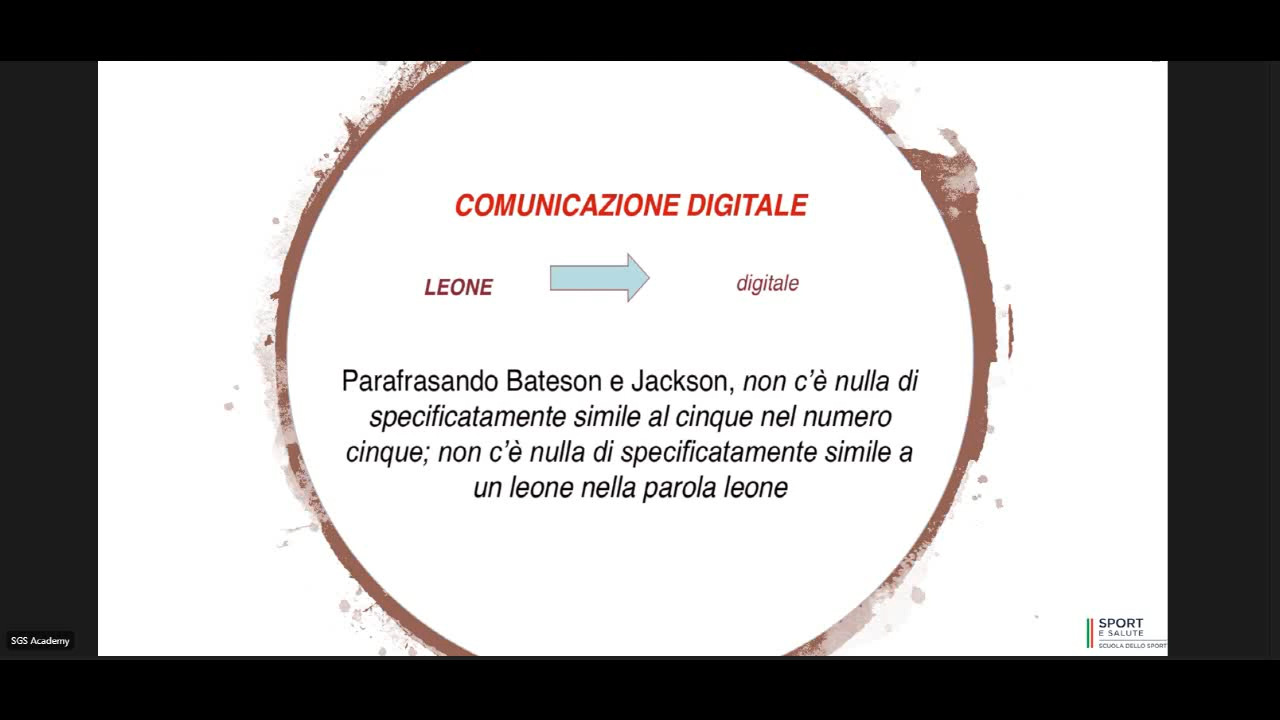 COMUNICAZIONE DIGITALE
LEONE
digitale
Parafrasando Bateson e Jackson, non c’è nulla di
specificatamente simile al cinque nel numero
cinque; non c’è nulla di specificatamente simile a
un leone nella parola leone
SGS Academy
SPORT
E SALUTE
SCUOLA DELLO SPORT